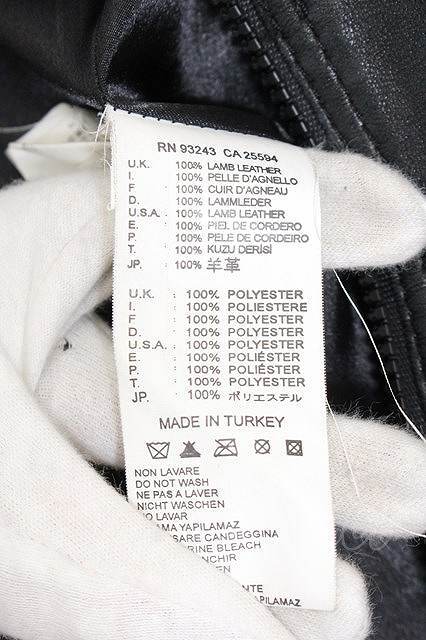 RN 93243 CA 25594
U.K. 100% LAMB LEATHER
I. 100% PELLE D'AGNELLO
F 100% CUIR D'AGNEAU
D. 100% LAMMLEDER
U.S.A. 100% LAMB LEATHER
E. 100% PIEL DE CORDERO
P. 100% PELE DE CORDEIRO
T. 100% KUZU DERİSİ
JP. : 100% 羊革
U.K. : 100% POLYESTER
I. : 100% POLIESTERE
F : 100% POLYESTER
D. : 100% POLYESTER
U.S.A. : 100% POLYESTER
E. : 100% POLIÉSTER
P. : 100% POLIÉSTER
T. : 100% POLYESTER
JP. : 100% ポリエステル
MADE IN TURKEY
NON LAVARE
DO NOT WASH
NE PAS A LAVER
NICHT WASCHEN
NO LAVAR
YAPILAMAZ
CANDEGGINA
BLEACH
YAPILAMAZ